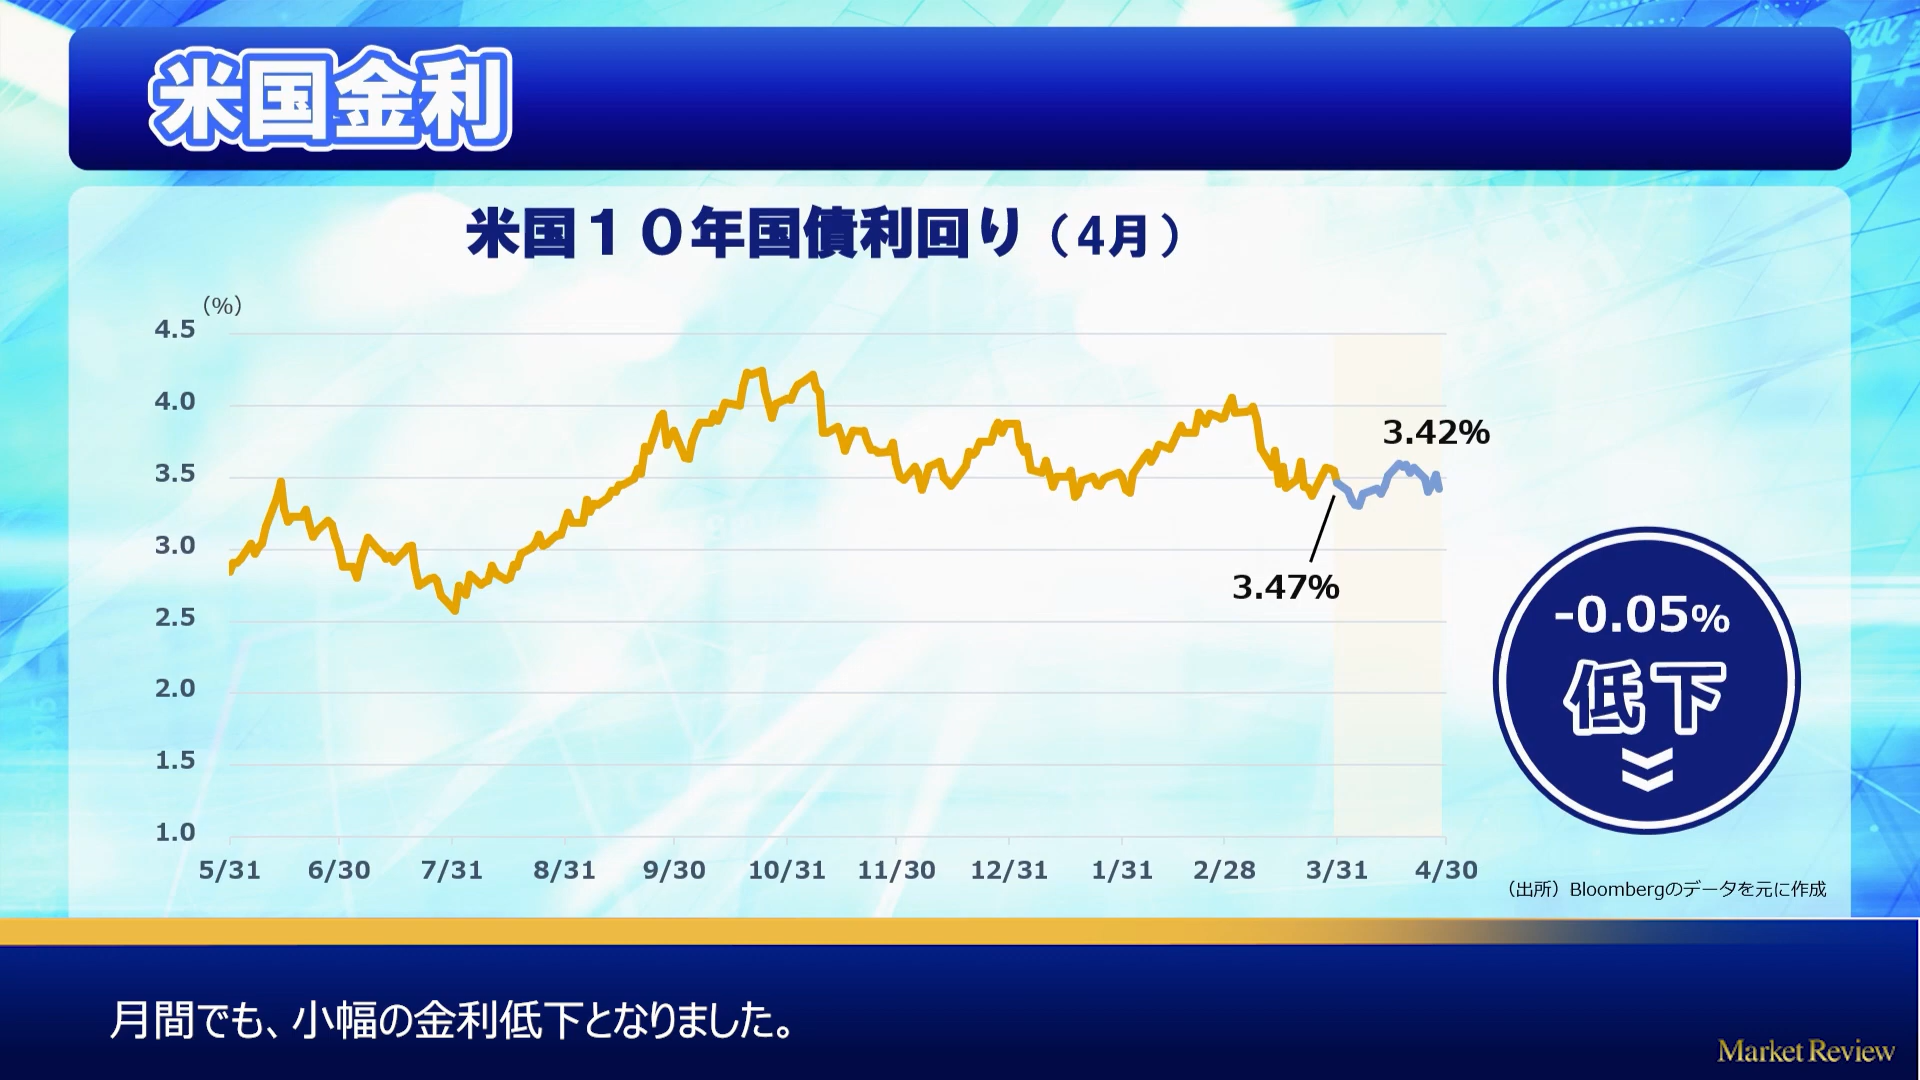 米国金利
米国１０年国債利回り（4月）
（%）
4.5
4.0
3.5
3.0
2.5
2.0
1.5
1.0
3.42%
3.47%
-0.05%
低下
5/31 6/30 7/31 8/31 9/30 10/31 11/30 12/31 1/31 2/28 3/31 4/30
（出所）Bloombergのデータを元に作成
月間でも、小幅の金利低下となりました。
Market Review